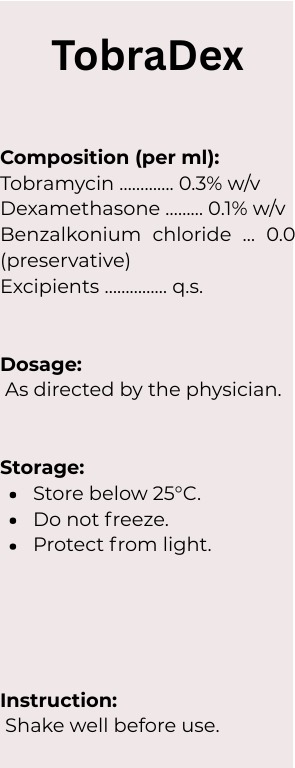 TobraDex
Composition (per ml):
Tobramycin ............. 0.3% w/v
Dexamethasone ......... 0.1% w/v
Benzalkonium chloride ... 0.0
(preservative)
Excipients ............... q.s.
Dosage:
As directed by the physician.
Storage:
• Store below 25°C.
• Do not freeze.
• Protect from light.
Instruction:
Shake well before use.